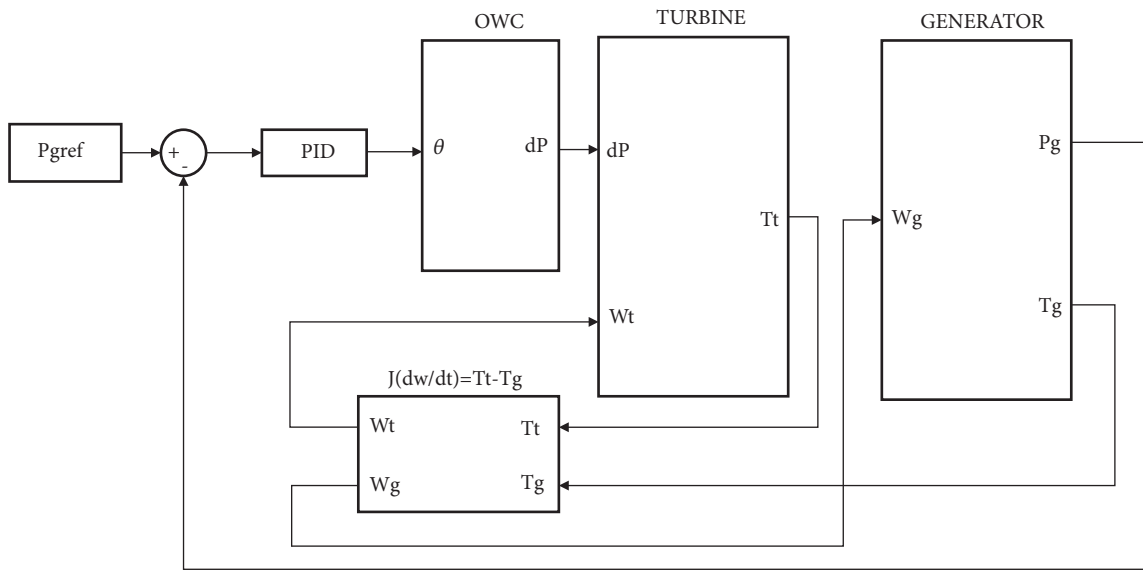 OWC
TURBINE
GENERATOR
Pgref
+
-
PID
θ
dP
dP
Tt
Wt
Pg
Wg
Tg
J(dw/dt)=Tt-Tg
Wt
Tt
Wg
Tg